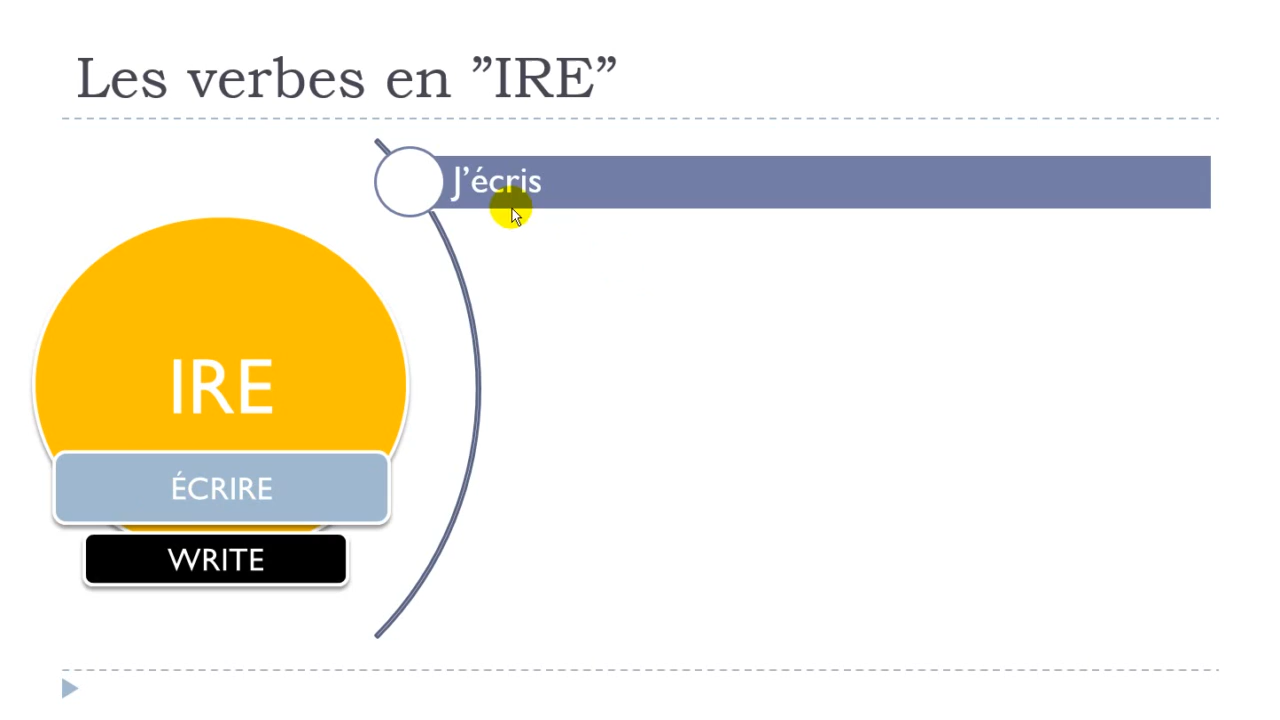 Les verbes en ”IRE”
J’écris
IRE
ÉCRIRE
WRITE